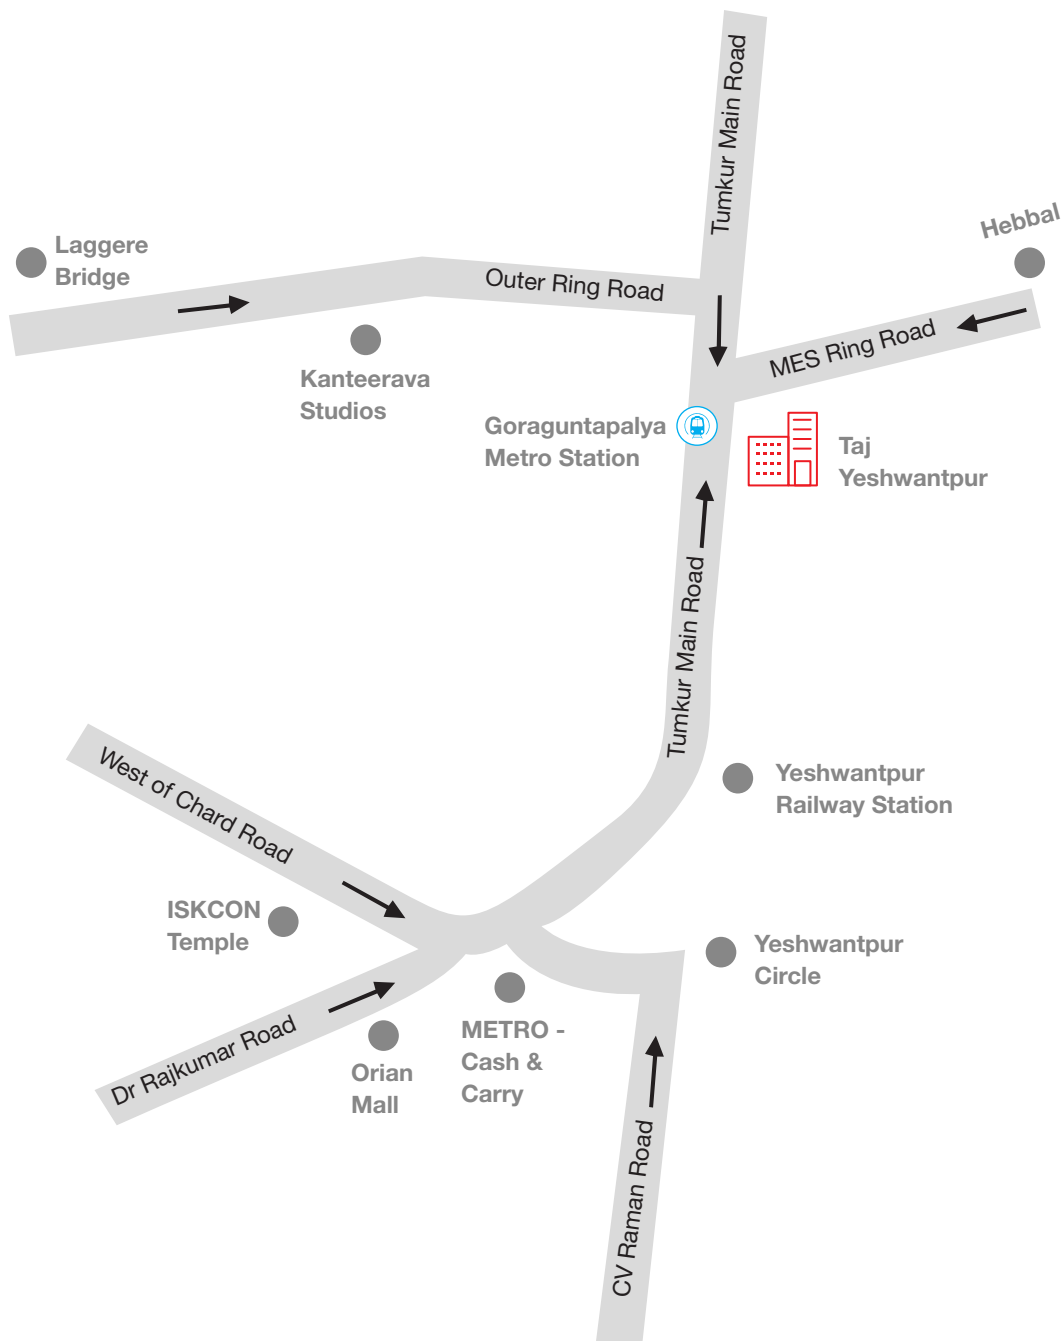 Tumkur Main Road
Hebbal
Laggere
Bridge
Outer Ring Road
MES Ring Road
Kanteerava
Studios
Goraguntapalya
Metro Station
Taj
Yeshwantpur
Tumkur Main Road
West of Chard Road
Yeshwantpur
Railway Station
ISKCON
Temple
Yeshwantpur
Circle
Dr Rajkumar Road
METRO -
Cash &
Carry
Orian
Mall
CV Raman Road